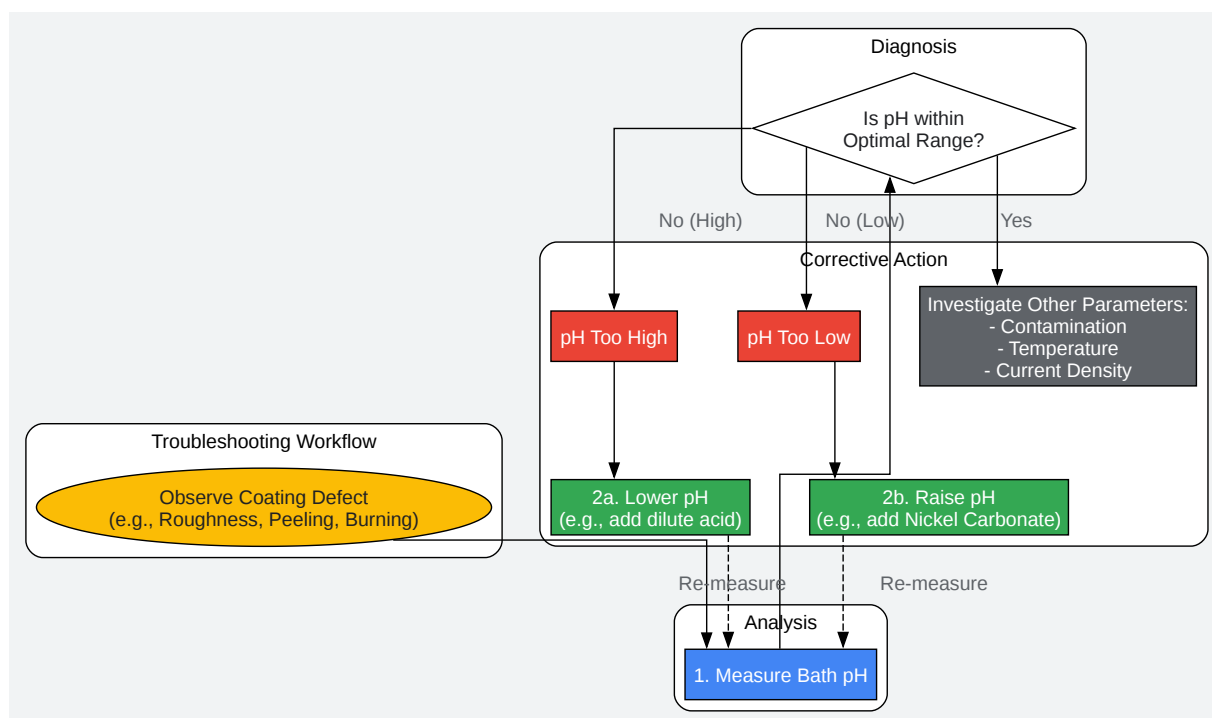 Diagnosis
Is pH within
Optimal Range?
No (High)
No (Low)
Yes
Corrective Action
pH Too High
pH Too Low
Investigate Other Parameters:
- Contamination
- Temperature
- Current Density
Troubleshooting Workflow
Observe Coating Defect
(e.g., Roughness, Peeling, Burning)
2a. Lower pH
(e.g., add dilute acid)
2b. Raise pH
(e.g., add Nickel Carbonate)
Re-measure
Re-measure
Analysis
1. Measure Bath pH